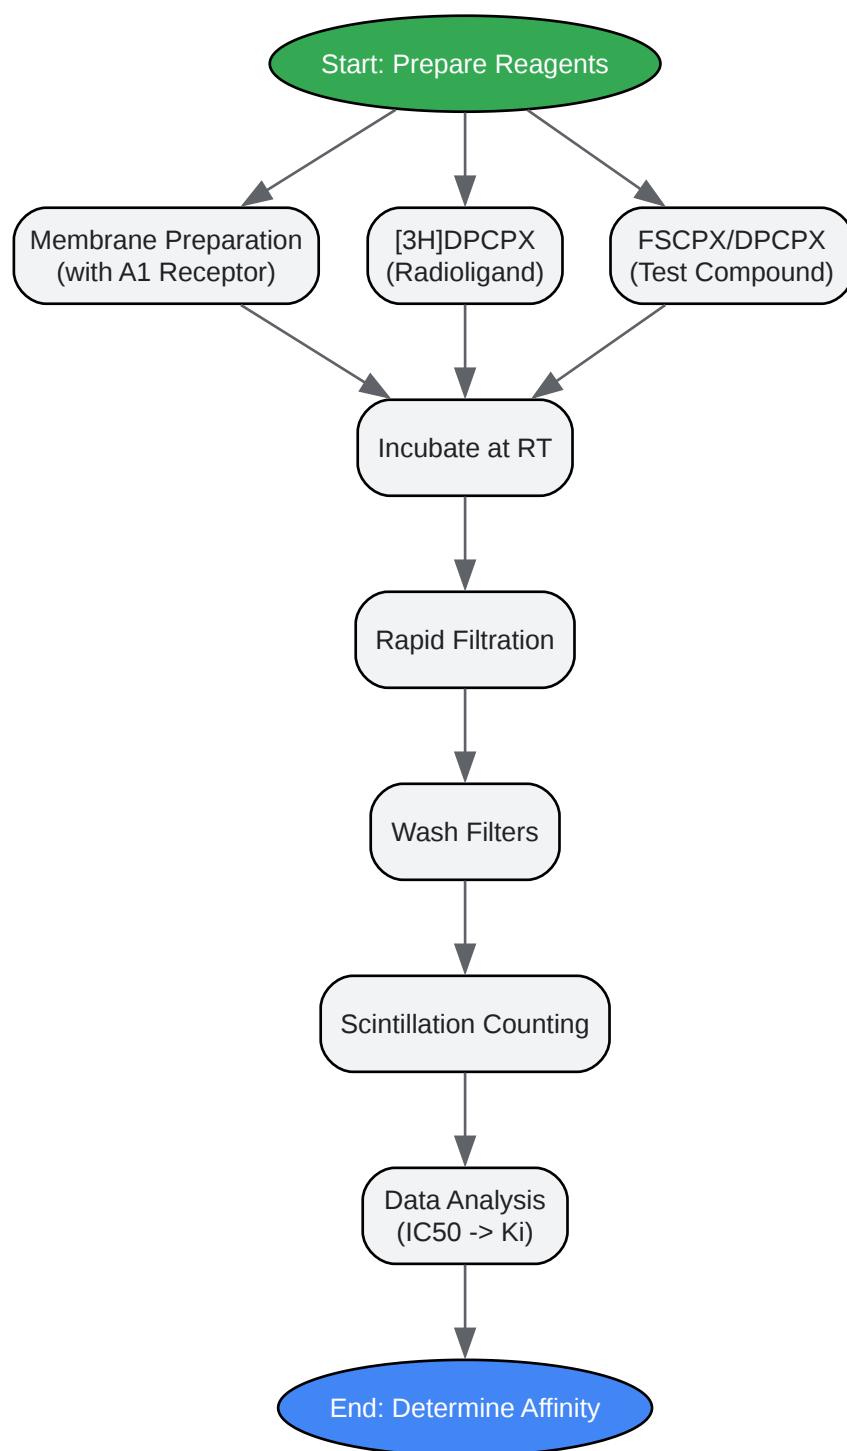 Start: Prepare Reagents
Membrane Preparation
(with A1 Receptor)
[3H]DPCPX
(Radioligand)
FSCPX/DPCPX
(Test Compound)
Incubate at RT
Rapid Filtration
Wash Filters
Scintillation Counting
Data Analysis
(IC50 -> Ki)
End: Determine Affinity